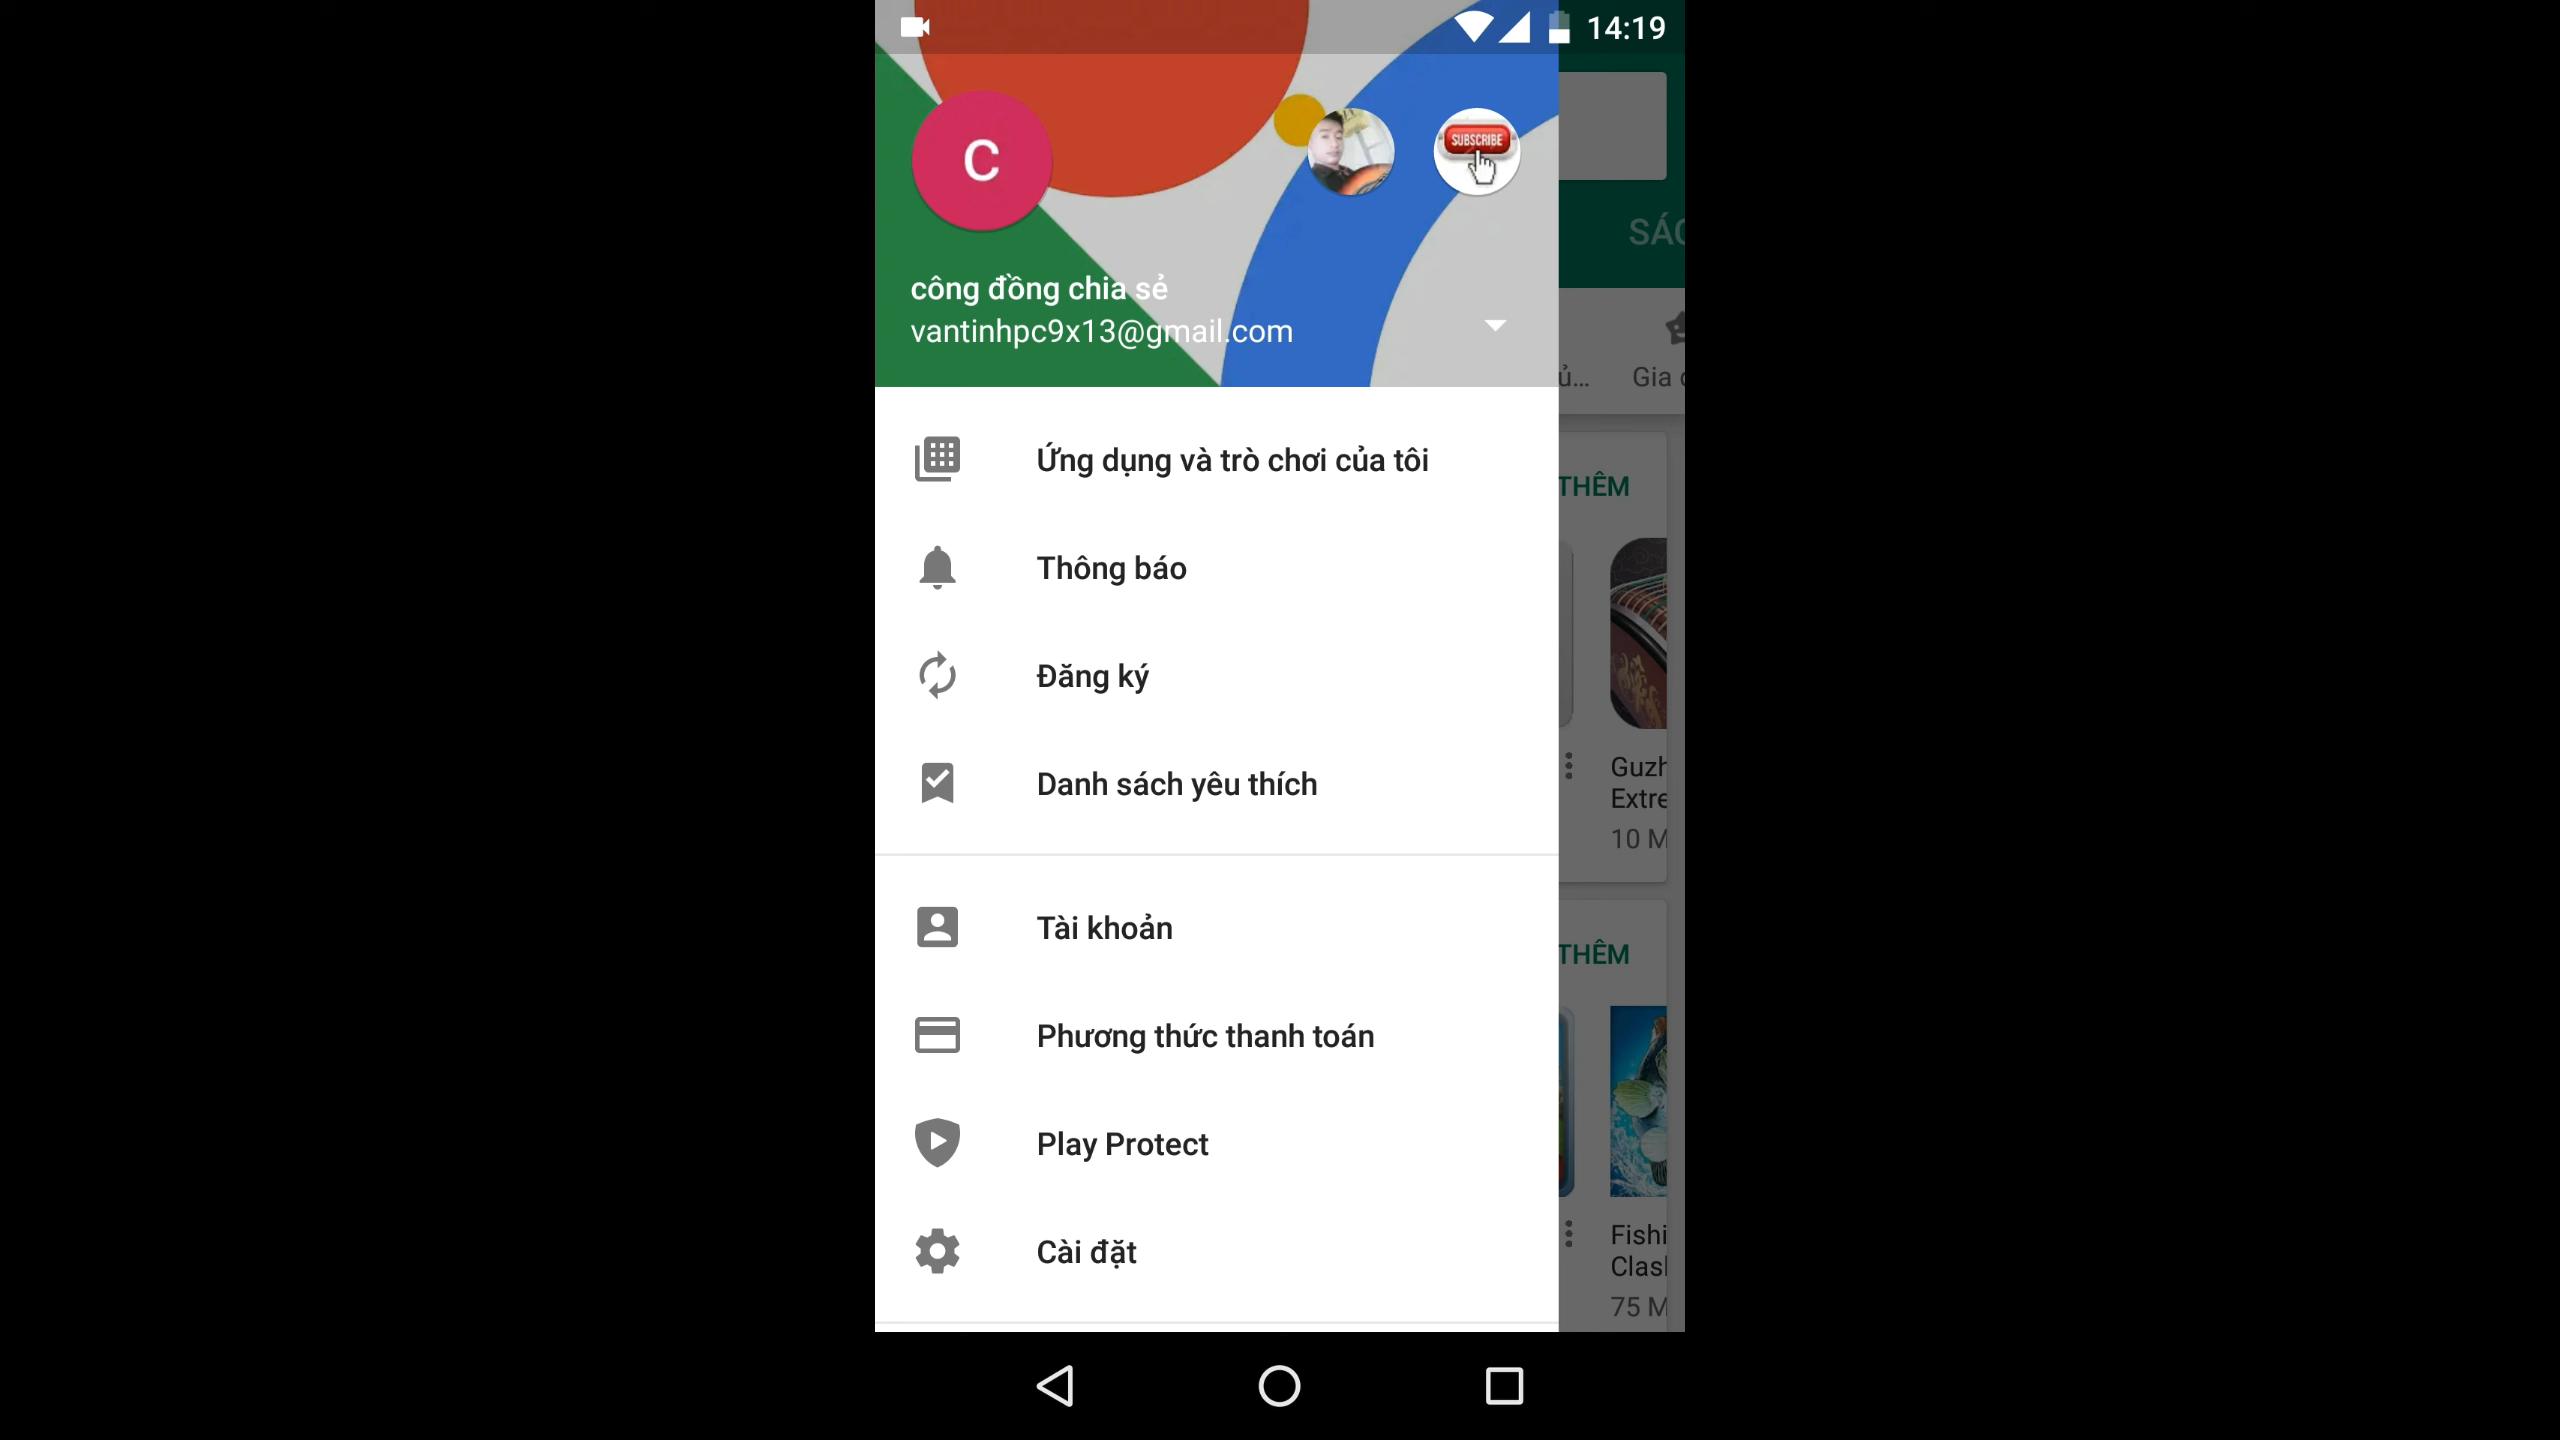 14:19
C
SUBSCRIBE
công đồng chia sẻ
vantinhpc9x13@gmail.com
Gia
Ứng dụng và trò chơi của tôi
THÊM
Thông báo
Đăng ký
Danh sách yêu thích
Guzh
Extre
10 M
Tài khoản
THÊM
Phương thức thanh toán
Play Protect
Cài đặt
Fishi
Clas
75 M